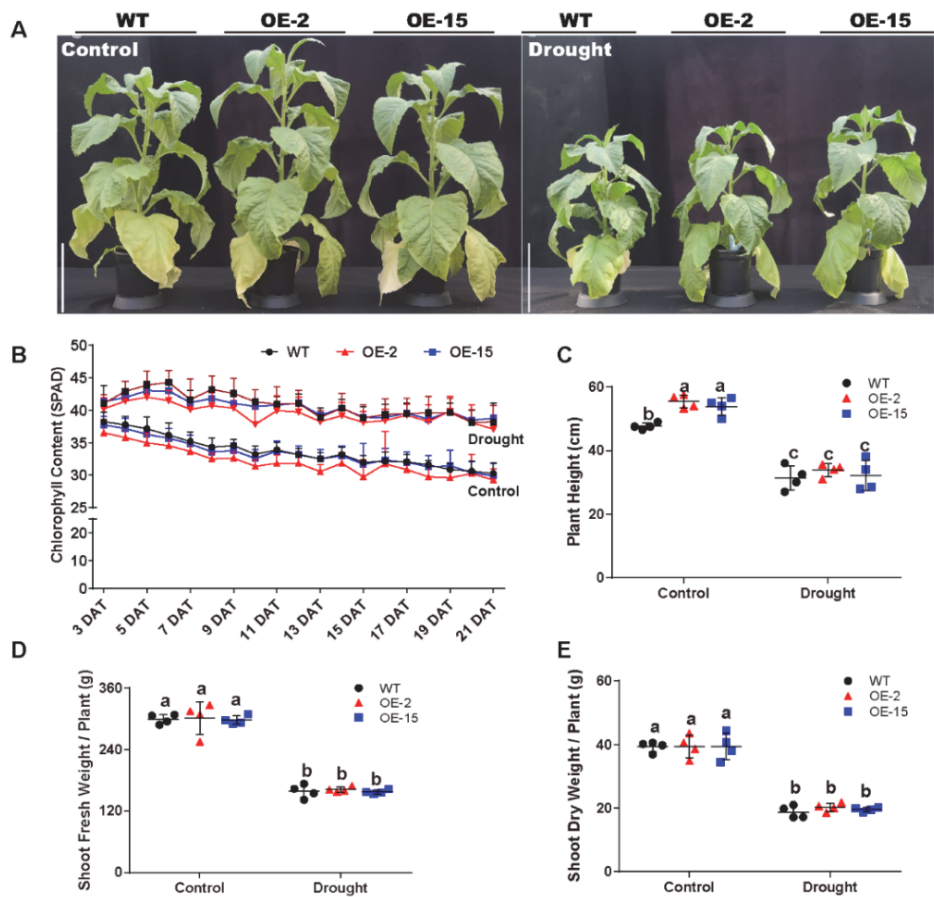 A
WT OE-2 OE-15 WT OE-2 OE-15
Control Drought
B
Chlorophyll Content (SPAD)
50
45
40
35
30
25
20
10
0
WT OE-2 OE-15
Drought
Control
3 DAT 5 DAT 7 DAT 9 DAT 11 DAT 13 DAT 15 DAT 17 DAT 19 DAT 21 DAT
C
Plant Height (cm)
60
40
20
0
WT
OE-2
OE-15
b a a
c c c
Control Drought
D
Shoot Fresh Weight / Plant (g)
360
240
120
0
WT
OE-2
OE-15
a a a
b b b
Control Drought
E
Shoot Dry Weight / Plant (g)
60
40
20
0
WT
OE-2
OE-15
a a a
b b b
Control Drought